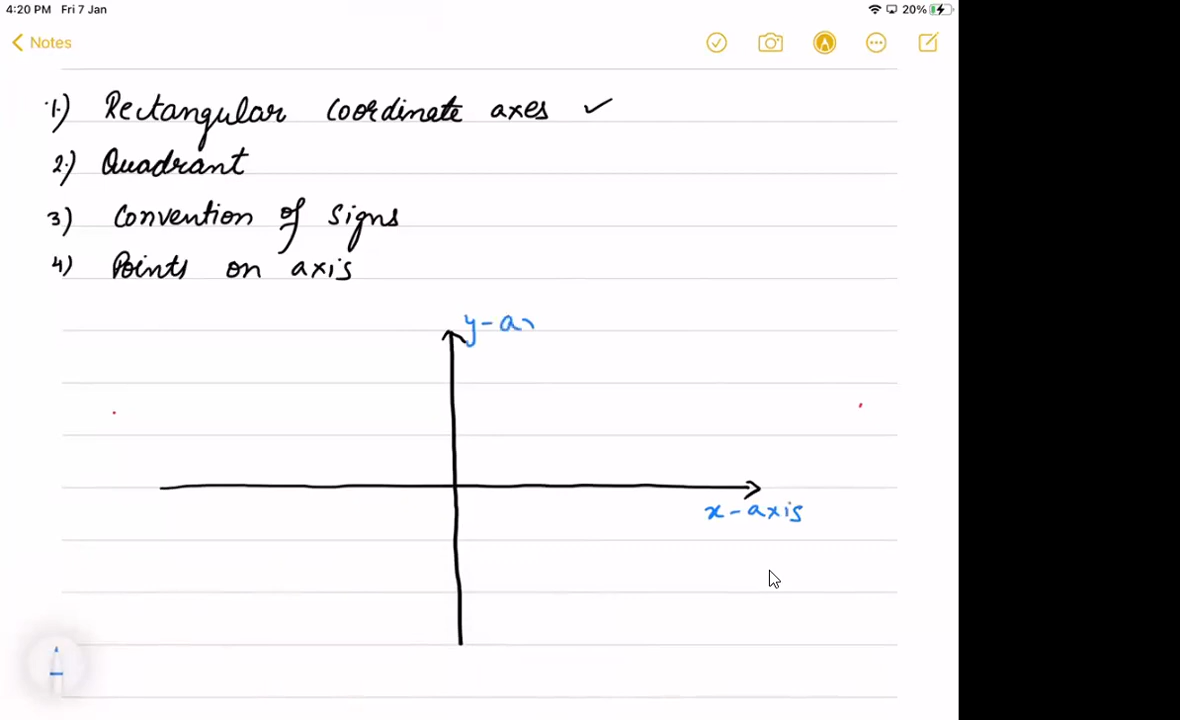 4:20 PM Fri 7 Jan 20%
Notes
1.) Rectangular Coordinate axes ✓
2.) Quadrant
3) Convention of Signs
4) Points on axis
y-ax
x-axis